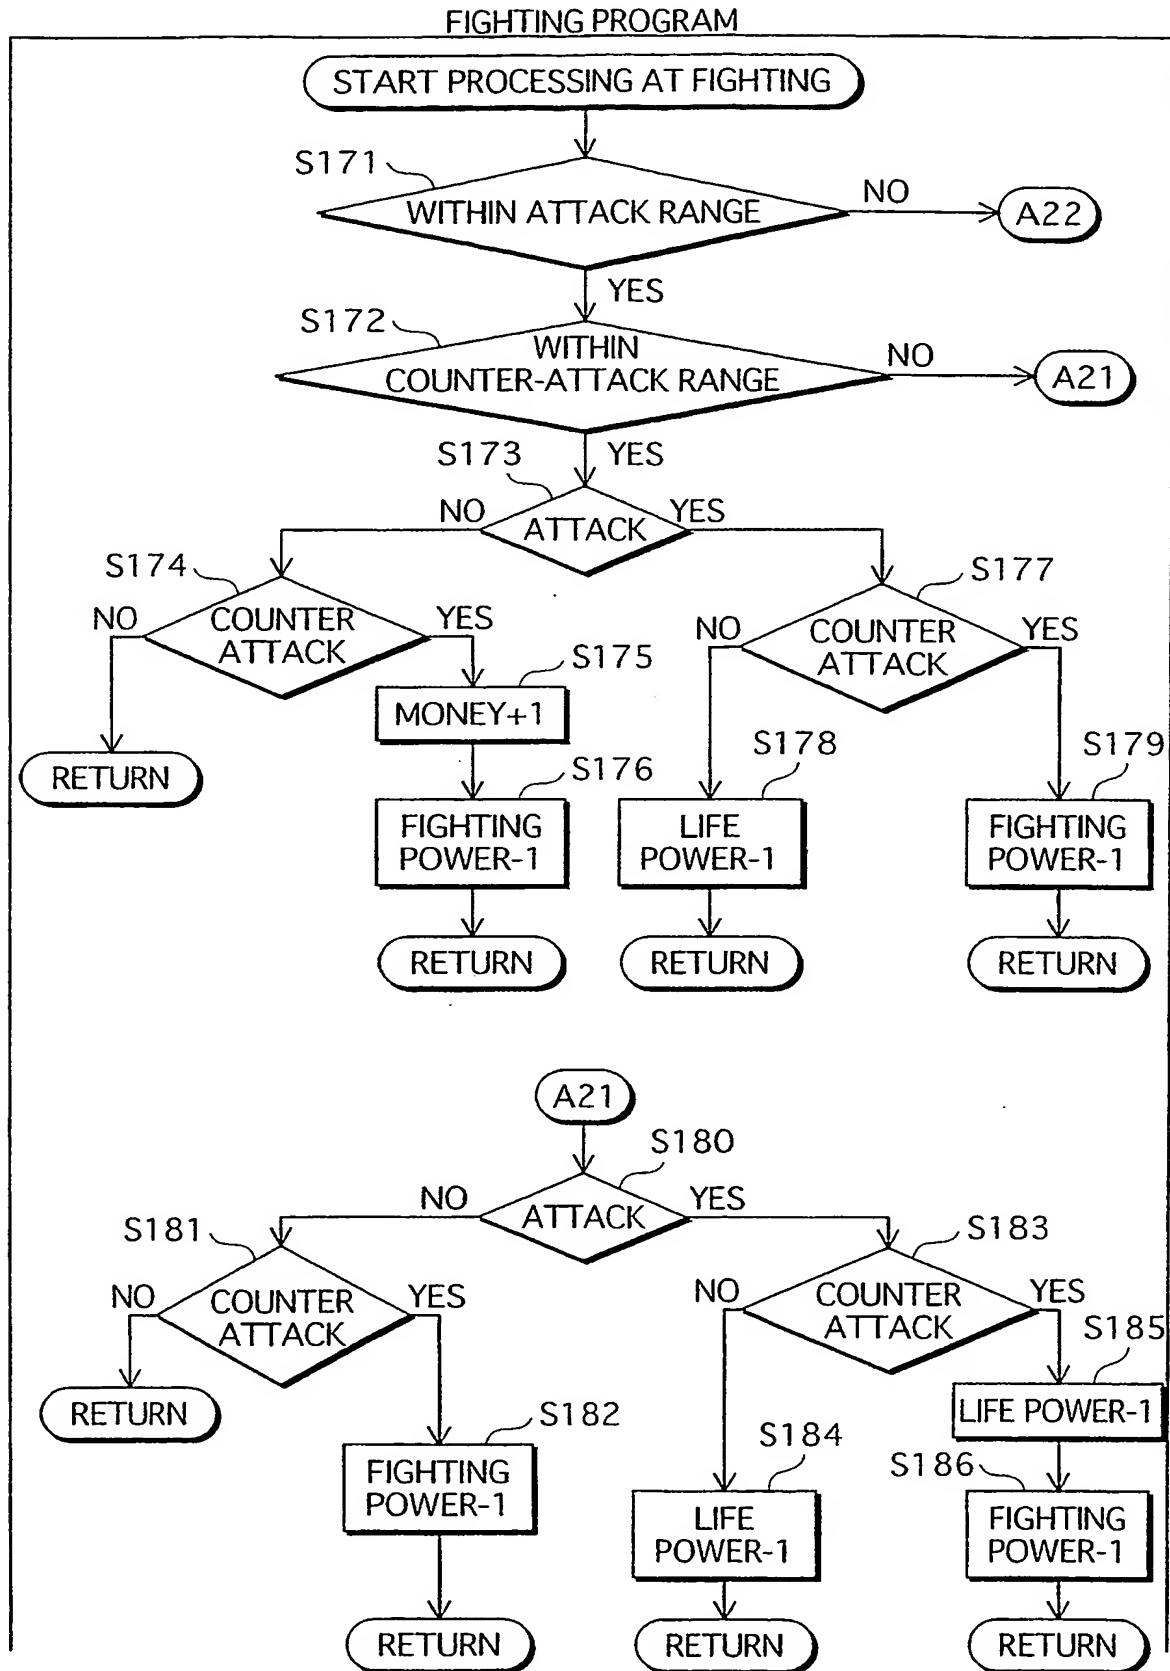 FIGHTING PROGRAM
START PROCESSING AT FIGHTING
S171
WITHIN ATTACK RANGE
NO
A22
YES
S172
WITHIN
COUNTER-ATTACK RANGE
NO
A21
YES
S173
ATTACK
NO
YES
S174
COUNTER
ATTACK
NO
YES
RETURN
S175
MONEY+1
S176
FIGHTING
POWER-1
RETURN
S177
COUNTER
ATTACK
NO
YES
S178
LIFE
POWER-1
RETURN
S179
FIGHTING
POWER-1
RETURN
A21
S180
ATTACK
NO
YES
S181
COUNTER
ATTACK
NO
YES
RETURN
S182
FIGHTING
POWER-1
RETURN
S183
COUNTER
ATTACK
NO
YES
S184
LIFE
POWER-1
RETURN
S185
LIFE POWER-1
S186
FIGHTING
POWER-1
RETURN